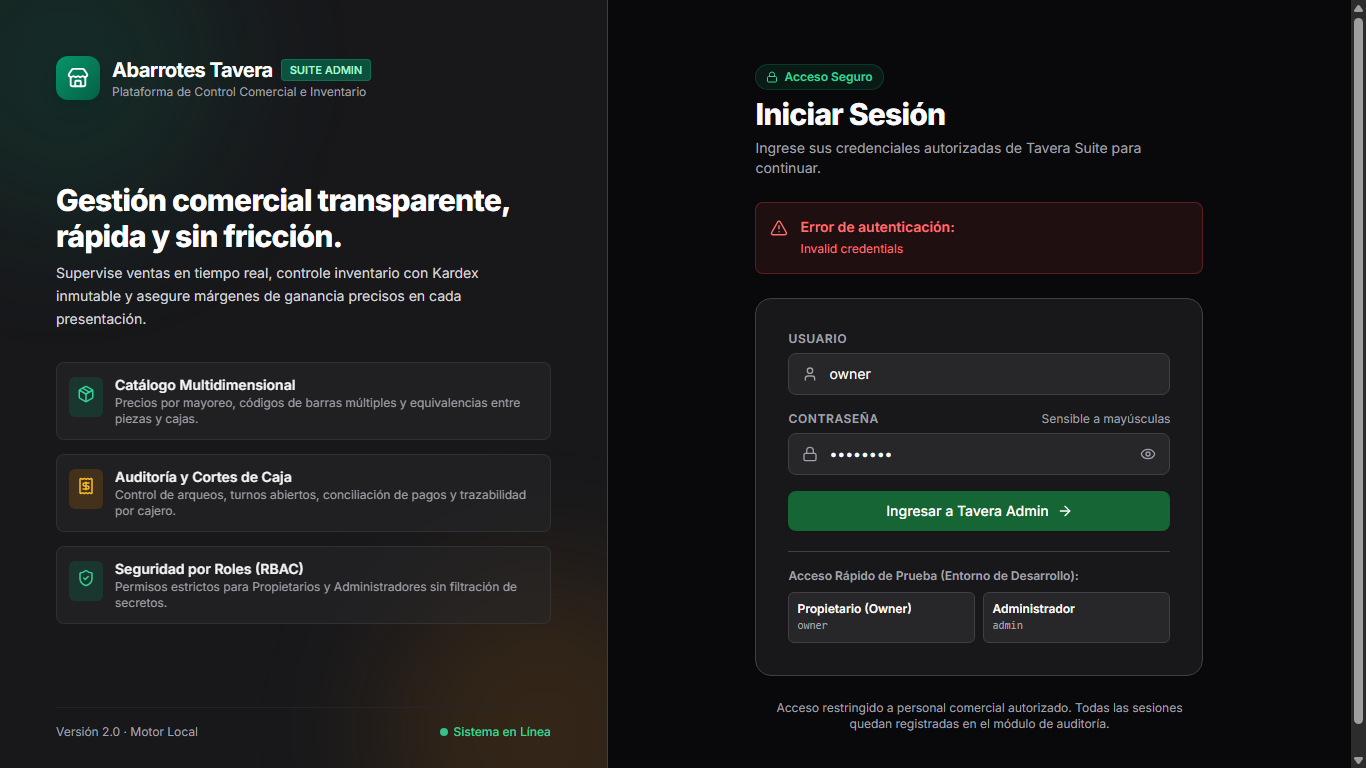 Abarrotes Tavera SUITE ADMIN
Plataforma de Control Comercial e Inventario
Gestión comercial transparente,
rápida y sin fricción.
Supervise ventas en tiempo real, controle inventario con Kardex
inmutable y asegure márgenes de ganancia precisos en cada
presentación.
Catálogo Multidimensional
Precios por mayoreo, códigos de barras múltiples y equivalencias entre
piezas y cajas.
Auditoría y Cortes de Caja
Control de arqueos, turnos abiertos, conciliación de pagos y trazabilidad
por cajero.
Seguridad por Roles (RBAC)
Permisos estrictos para Propietarios y Administradores sin filtración de
secretos.
Versión 2.0 · Motor Local
Sistema en Línea
Acceso Seguro
Iniciar Sesión
Ingrese sus credenciales autorizadas de Tavera Suite para
continuar.
Error de autenticación:
Invalid credentials
USUARIO
owner
CONTRASEÑA
Sensible a mayúsculas
••••••••
Ingresar a Tavera Admin →
Acceso Rápido de Prueba (Entorno de Desarrollo):
Propietario (Owner)
owner
Administrador
admin
Acceso restringido a personal comercial autorizado. Todas las sesiones
quedan registradas en el módulo de auditoría.